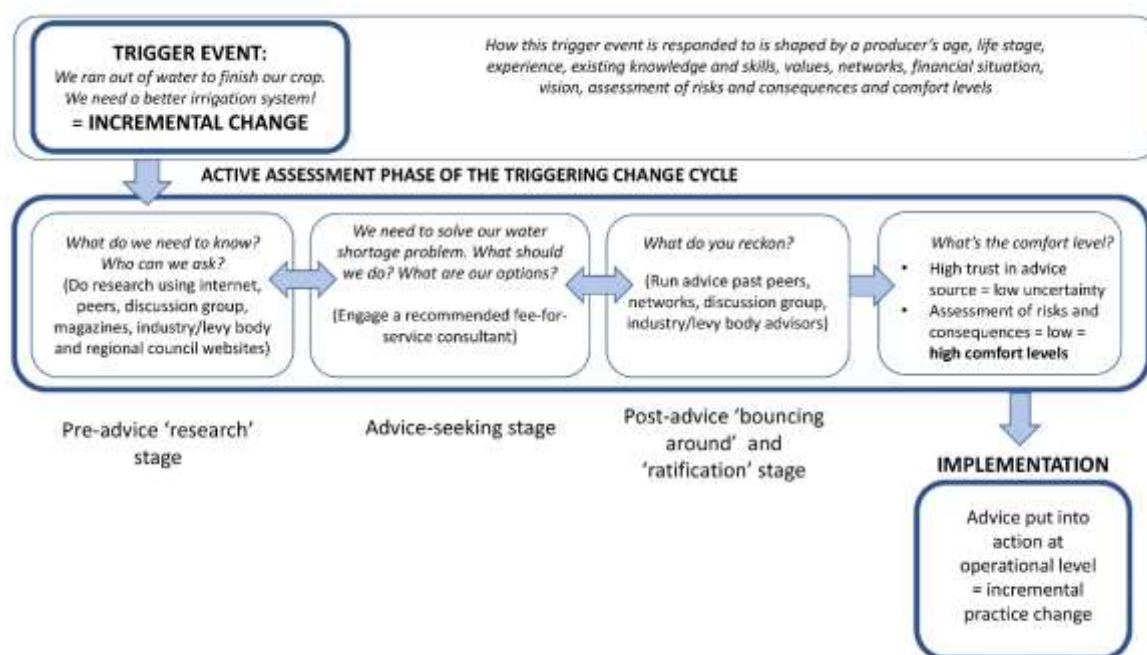 TRIGGER EVENT:
We ran out of water to finish our crop.
We need a better irrigation system!
= INCREMENTAL CHANGE
How this trigger event is responded to is shaped by a producer's age, life stage,
experience, existing knowledge and skills, values, networks, financial situation,
vision, assessment of risks and consequences and comfort levels
ACTIVE ASSESSMENT PHASE OF THE TRIGGERING CHANGE CYCLE
What do we need to know?
Who can we ask?
(Do research using internet,
peers, discussion group,
magazines, industry/levy body
and regional council websites)
We need to solve our water
shortage problem. What should
we do? What are our options?
(Engage a recommended fee-for-
service consultant)
What do you reckon?
(Run advice past peers,
networks, discussion group,
industry/levy body advisors)
What's the comfort level?
• High trust in advice
source = low uncertainty
• Assessment of risks and
consequences = low =
high comfort levels
Pre-advice 'research'
stage
Advice-seeking stage
Post-advice 'bouncing
around' and
'ratification' stage
IMPLEMENTATION
Advice put into
action at
operational level
= incremental
practice change